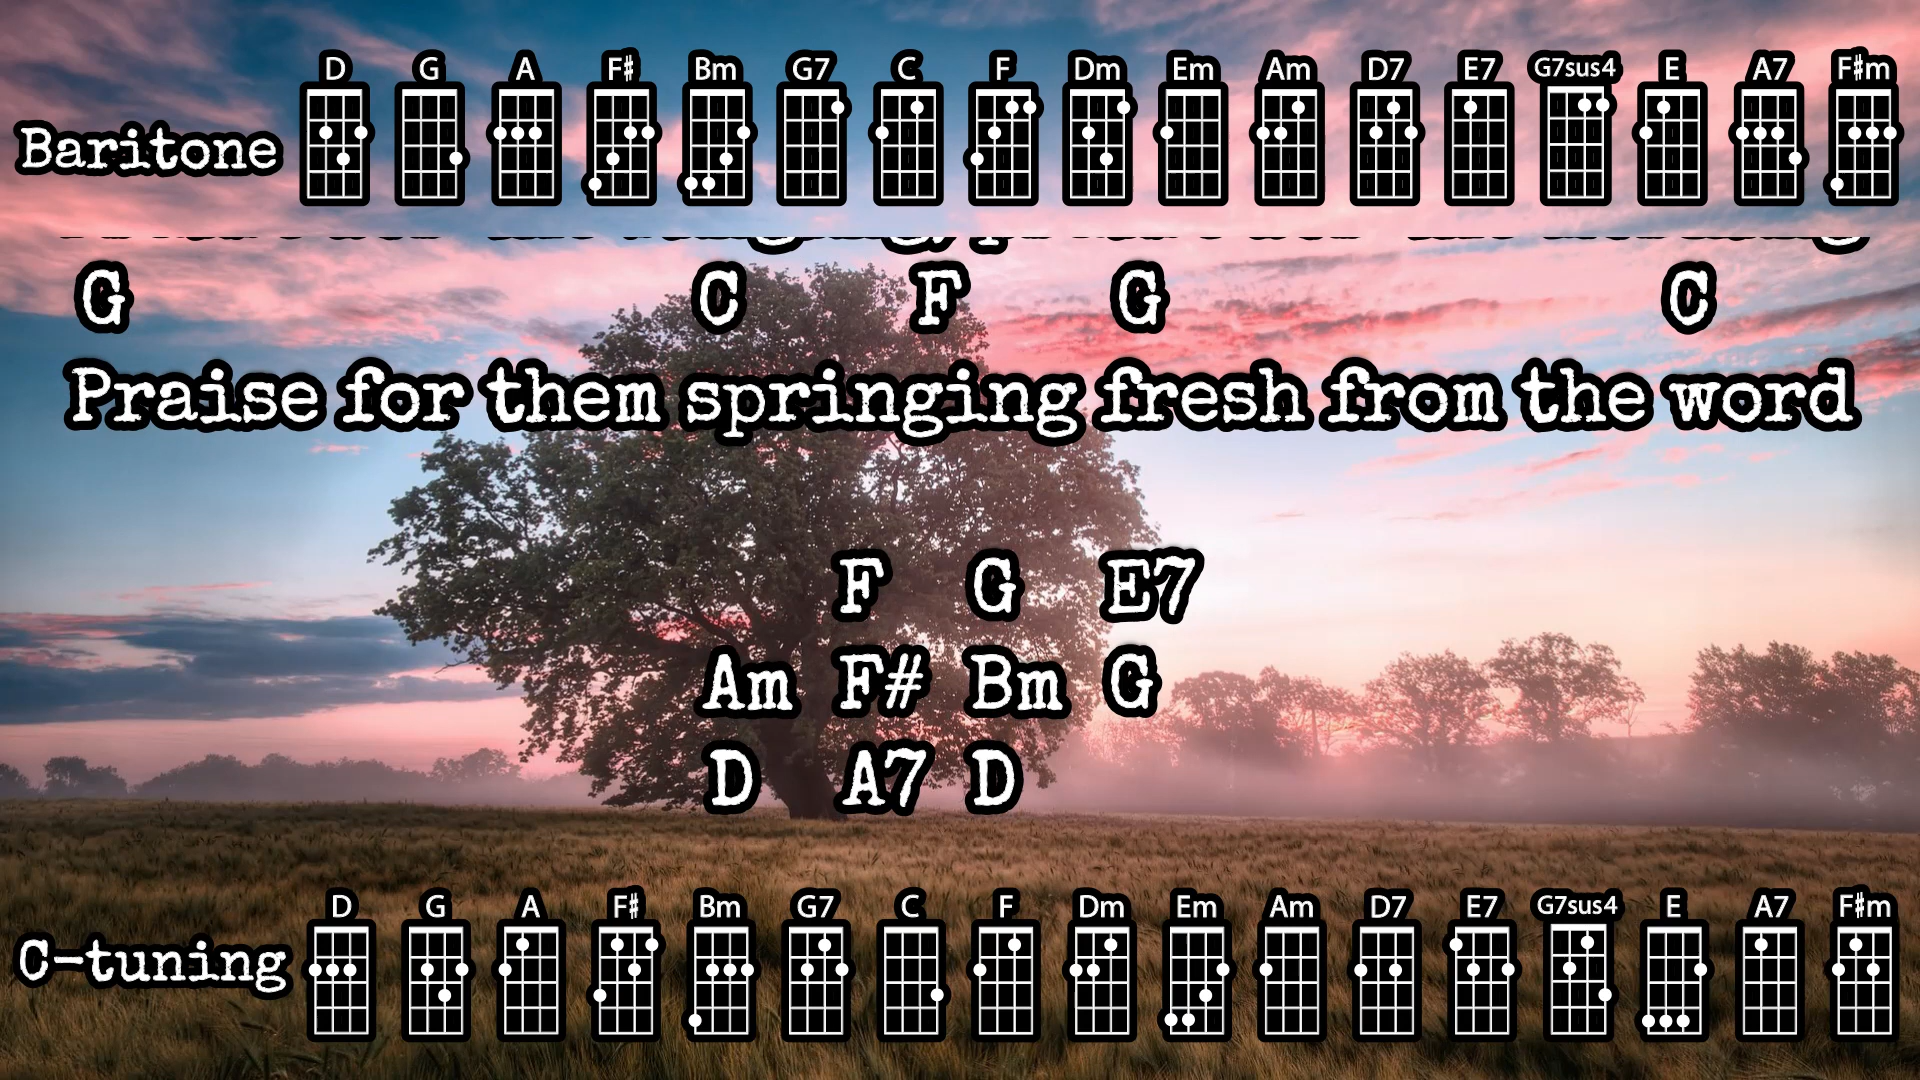 D G A F# Bm G7 C F Dm Em Am D7 E7 G7sus4 E A7 F#m
Baritone
G C F G C
Praise for them springing fresh from the word
F G E7
Am F# Bm G
D A7 D
D G A F# Bm G7 C F Dm Em Am D7 E7 G7sus4 E A7 F#m
C-tuning